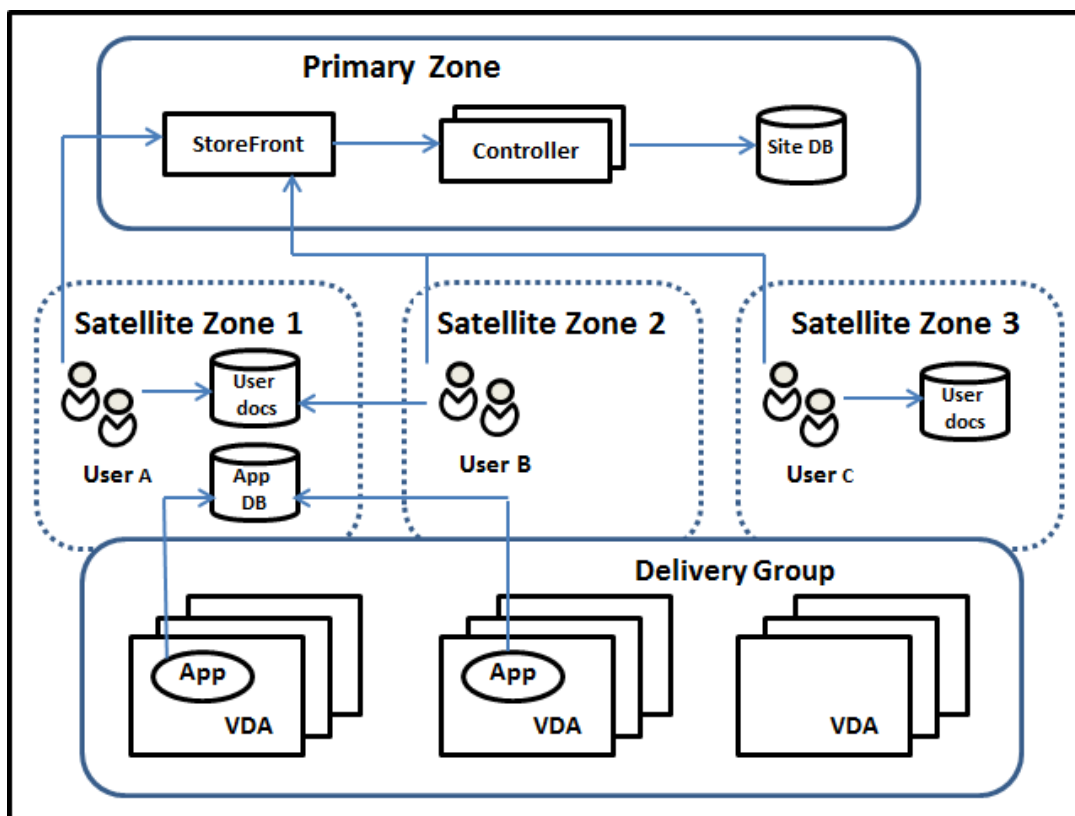 Primary Zone
StoreFront
Controller
Site DB
Satellite Zone 1
User
docs
User A
App
DB
Satellite Zone 2
User B
Satellite Zone 3
User
docs
User C
Delivery Group
App
VDA
App
VDA
VDA